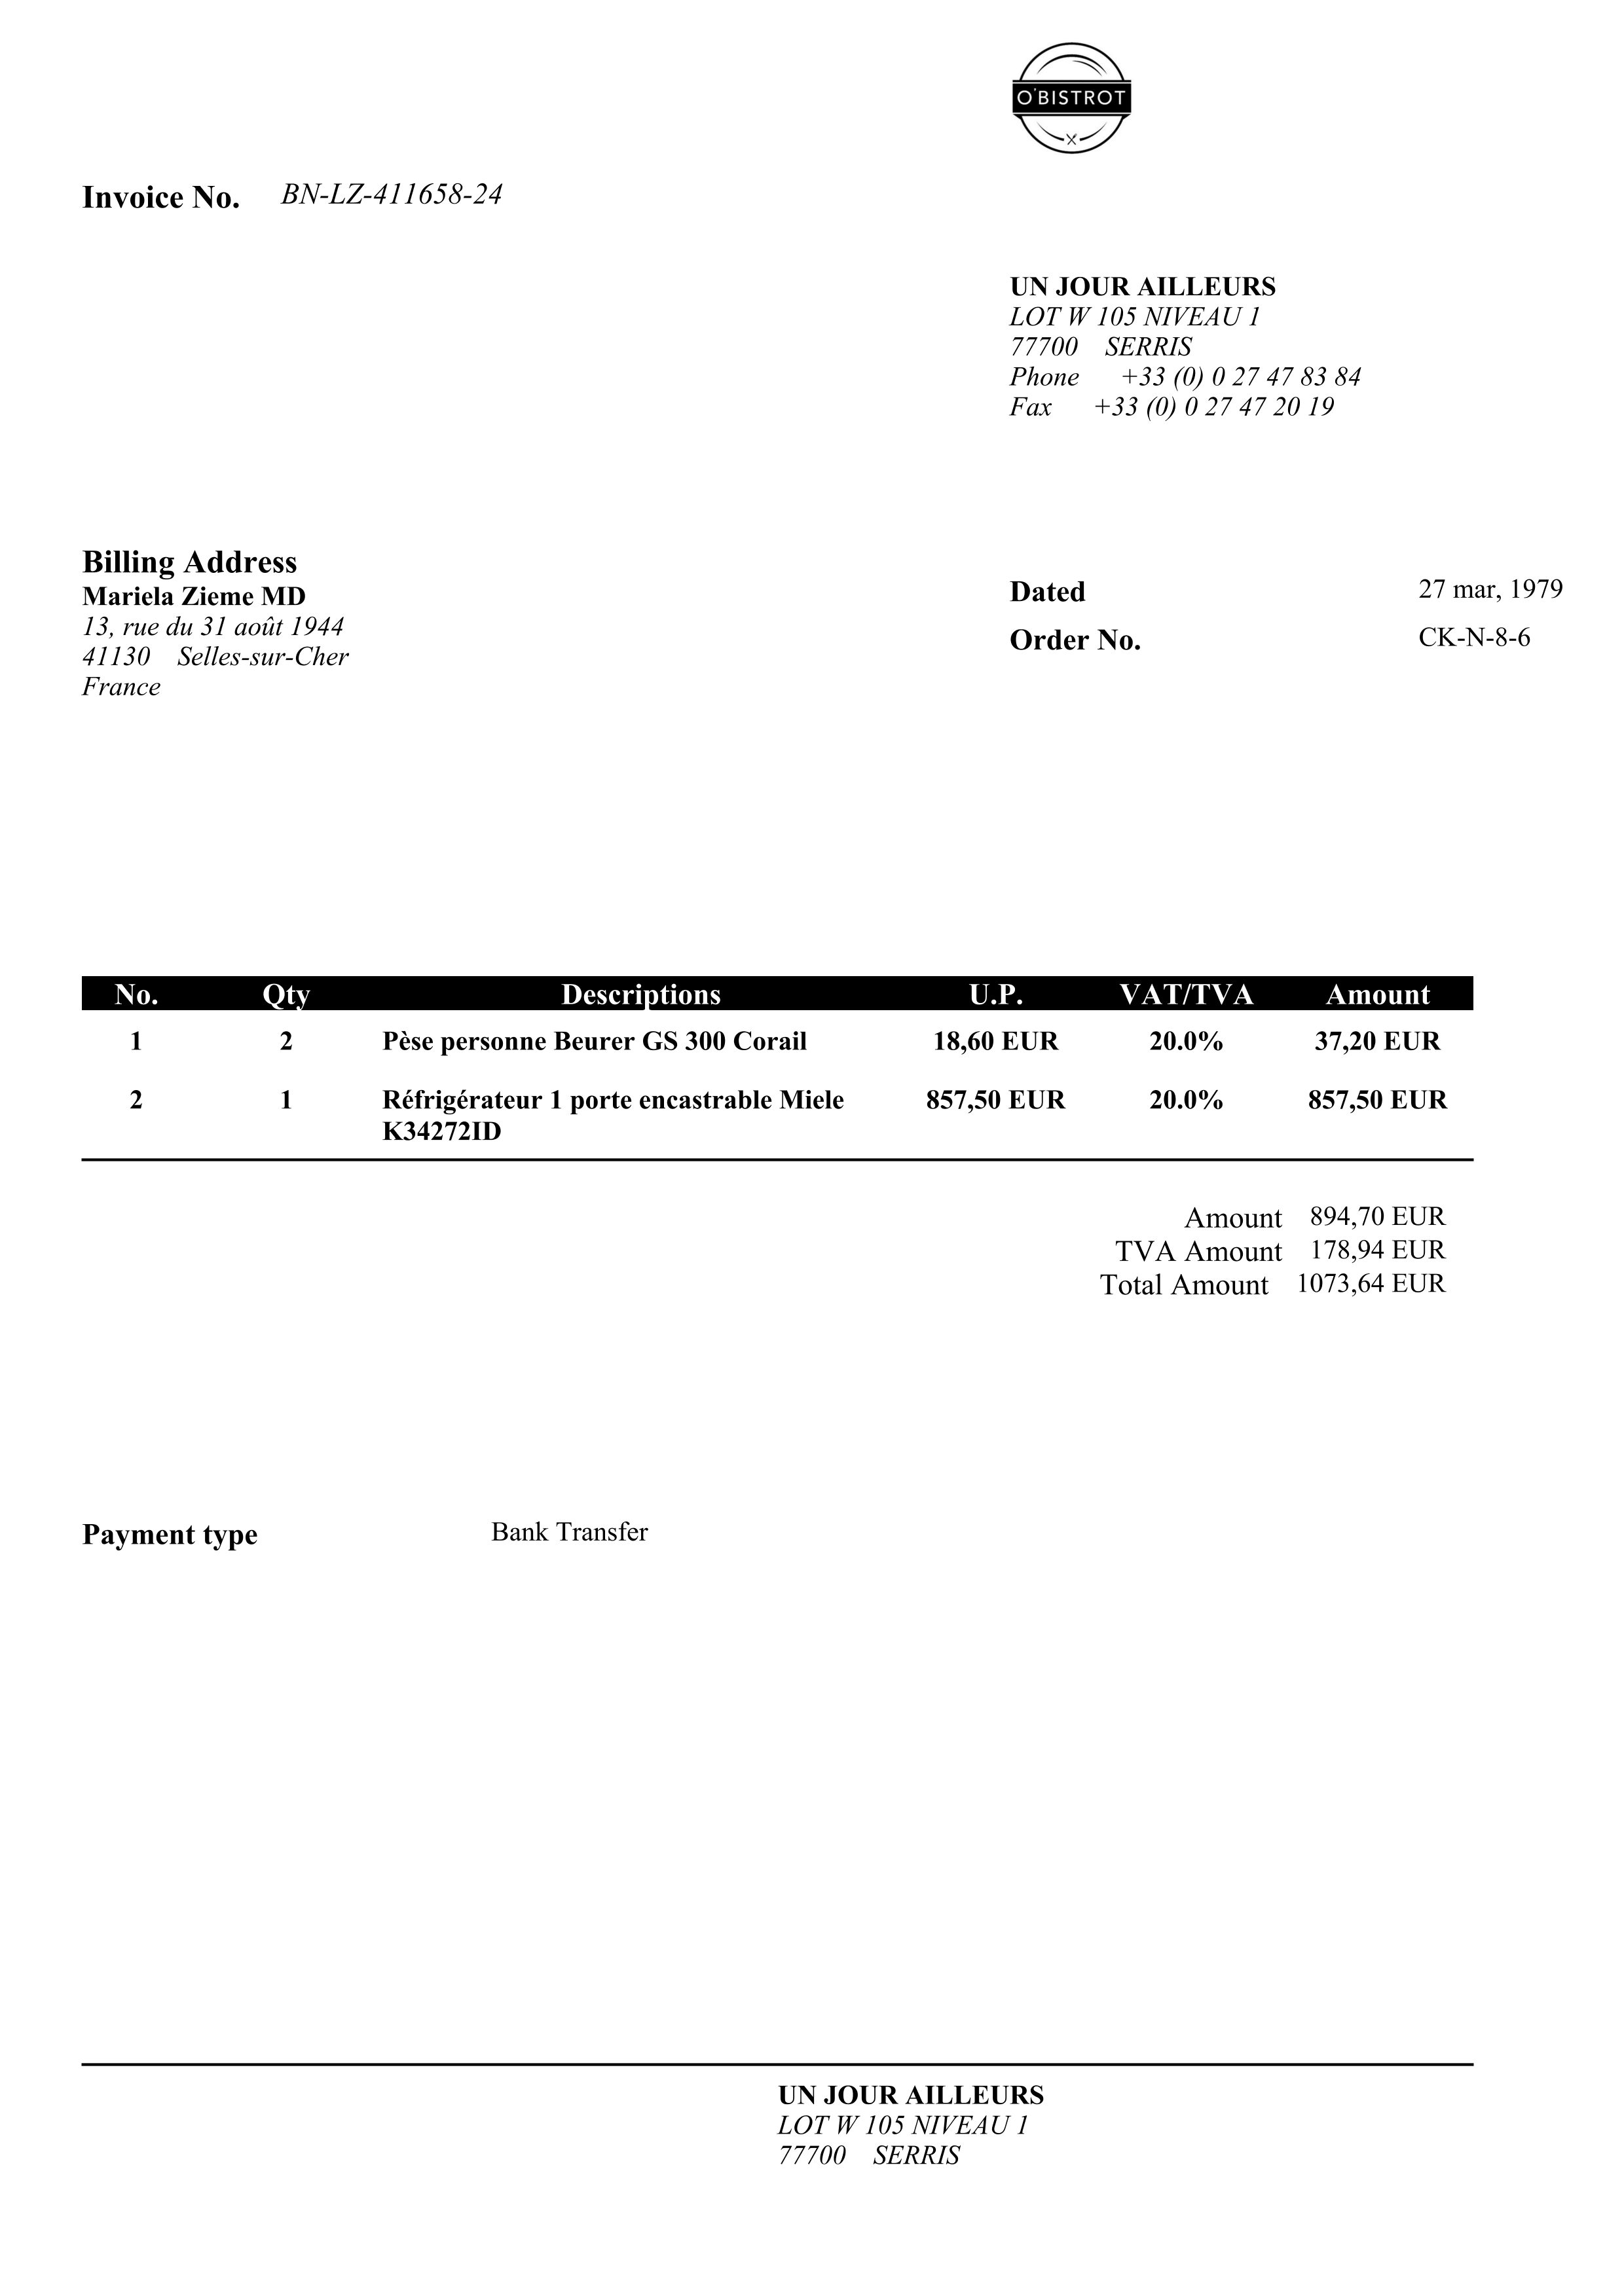 O'BISTROT
Invoice No. BN-LZ-411658-24
UN JOUR AILLEURS
LOT W 105 NIVEAU 1
77700 SERRIS
Phone +33 (0) 0 27 47 83 84
Fax +33 (0) 0 27 47 20 19
Billing Address
Mariela Zieme MD
13, rue du 31 août 1944
41130 Selles-sur-Cher
France
Dated 27 mar, 1979
Order No. CK-N-8-6
No. Qty Descriptions U.P. VAT/TVA Amount
1 2 Pèse personne Beurer GS 300 Corail 18,60 EUR 20.0% 37,20 EUR
2 1 Réfrigérateur 1 porte encastrable Miele 857,50 EUR 20.0% 857,50 EUR
K34272ID
Amount 894,70 EUR
TVA Amount 178,94 EUR
Total Amount 1073,64 EUR
Payment type Bank Transfer
UN JOUR AILLEURS
LOT W 105 NIVEAU 1
77700 SERRIS